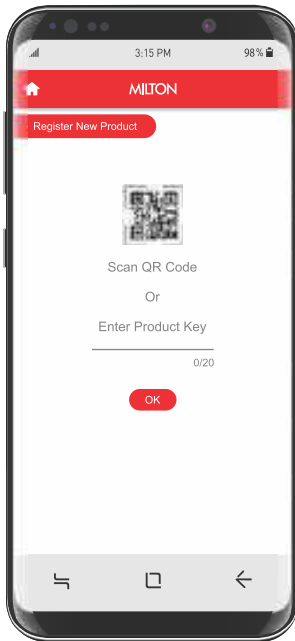 3:15 PM
98%
MILTON
Register New Product
Scan QR Code
Or
Enter Product Key
0/20
OK